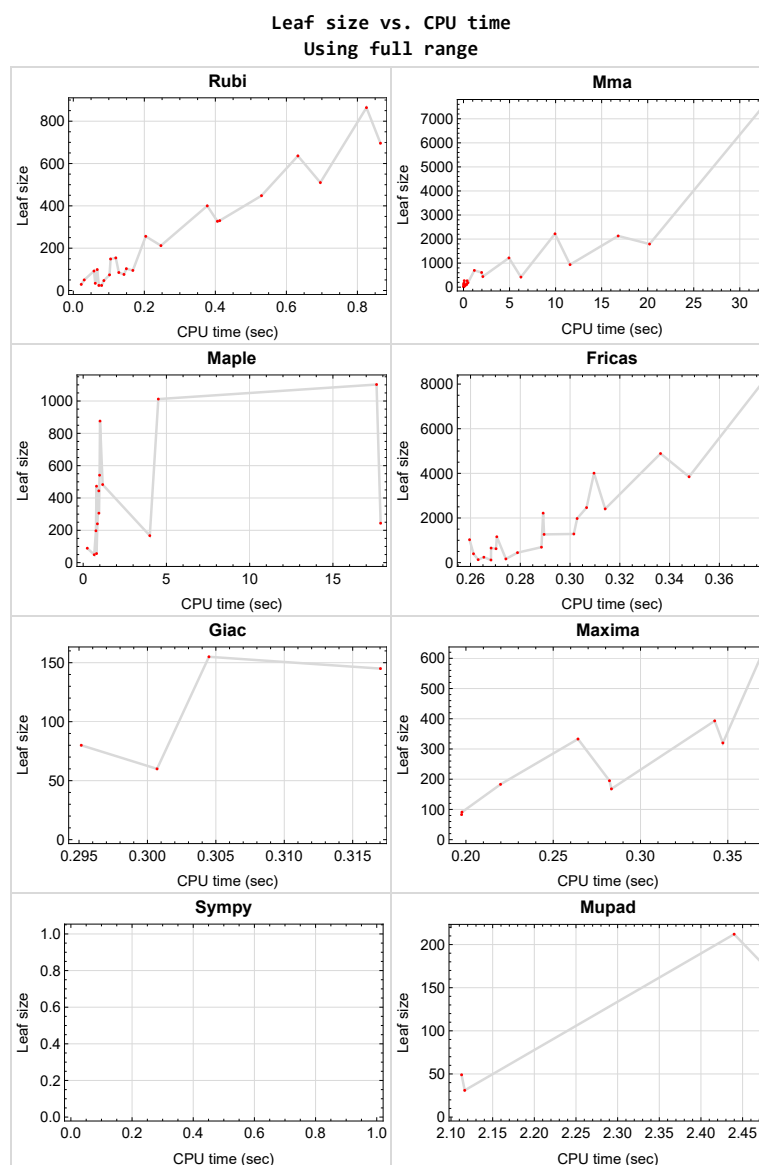 Leaf size vs. CPU time
Using full range
Rubi
Leaf size
800
600
400
200
0
0.0 0.2 0.4 0.6 0.8
CPU time (sec)
Mma
Leaf size
7000
6000
5000
4000
3000
2000
1000
0
0 5 10 15 20 25 30
CPU time (sec)
Maple
Leaf size
1000
800
600
400
200
0
0 5 10 15
CPU time (sec)
Fricas
Leaf size
8000
6000
4000
2000
0
0.26 0.28 0.30 0.32 0.34 0.36
CPU time (sec)
Giac
Leaf size
150
100
50
0
0.295 0.300 0.305 0.310 0.315
CPU time (sec)
Maxima
Leaf size
600
500
400
300
200
100
0
0.20 0.25 0.30 0.35
CPU time (sec)
Sympy
Leaf size
1.0
0.8
0.6
0.4
0.2
0.0
0.0 0.2 0.4 0.6 0.8 1.0
CPU time (sec)
Mupad
Leaf size
200
150
100
50
0
2.10 2.15 2.20 2.25 2.30 2.35 2.40 2.45
CPU time (sec)